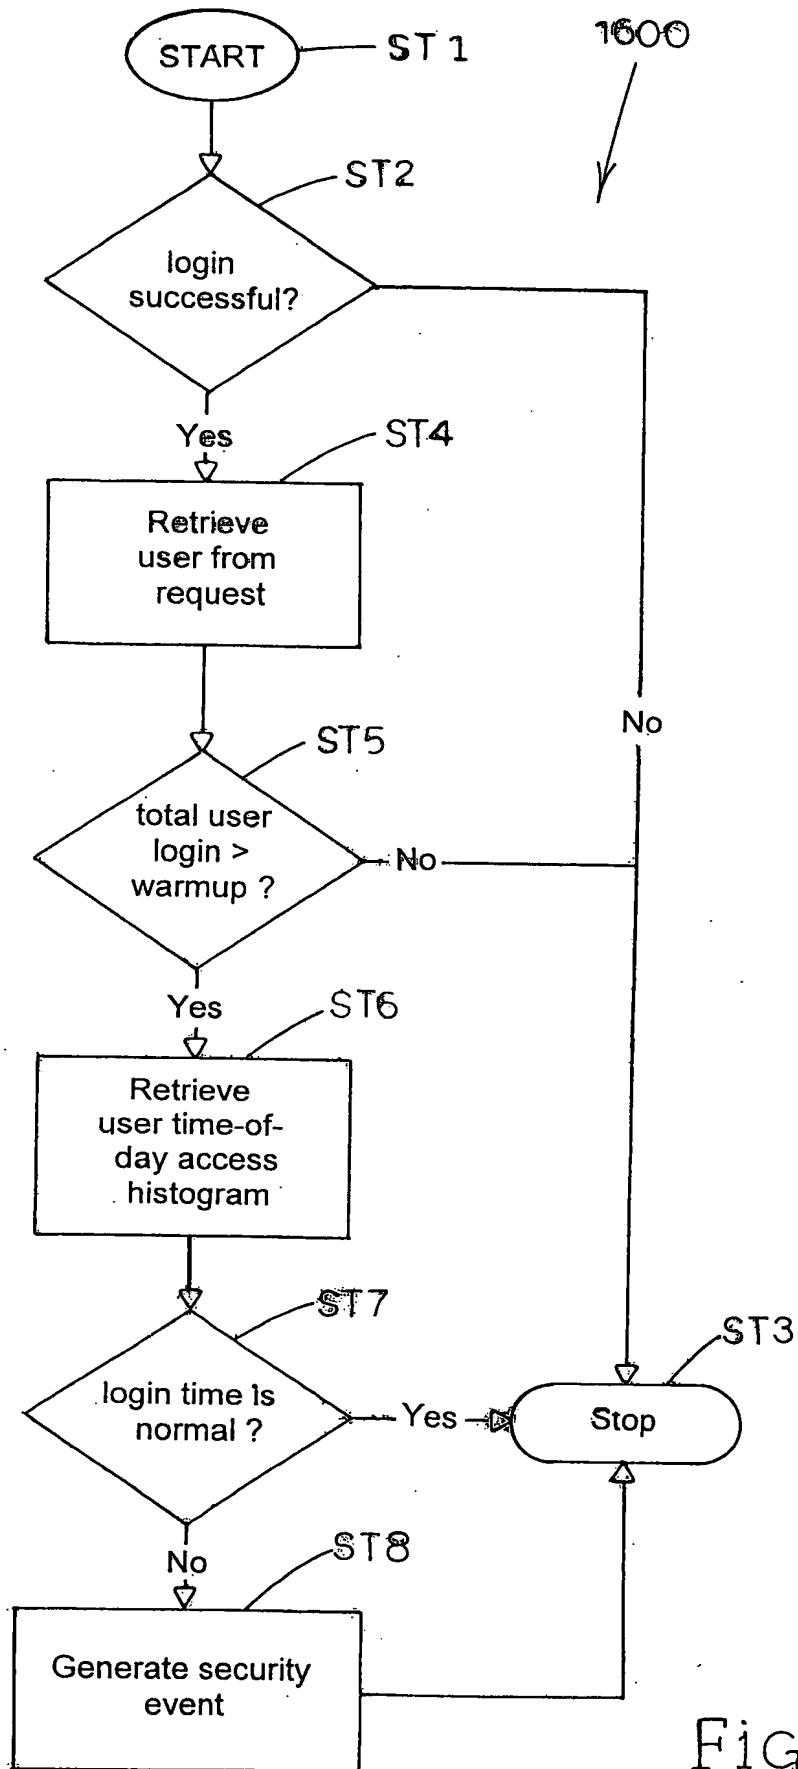 START
ST1
1600
ST2
login
successful?
Yes
ST4
Retrieve
user from
request
No
ST5
total user
login >
warmup ?
No
Yes
ST6
Retrieve
user time-of-
day access
histogram
ST7
ST3
login time is
normal ?
Yes
Stop
No
ST8
Generate security
event
FiG